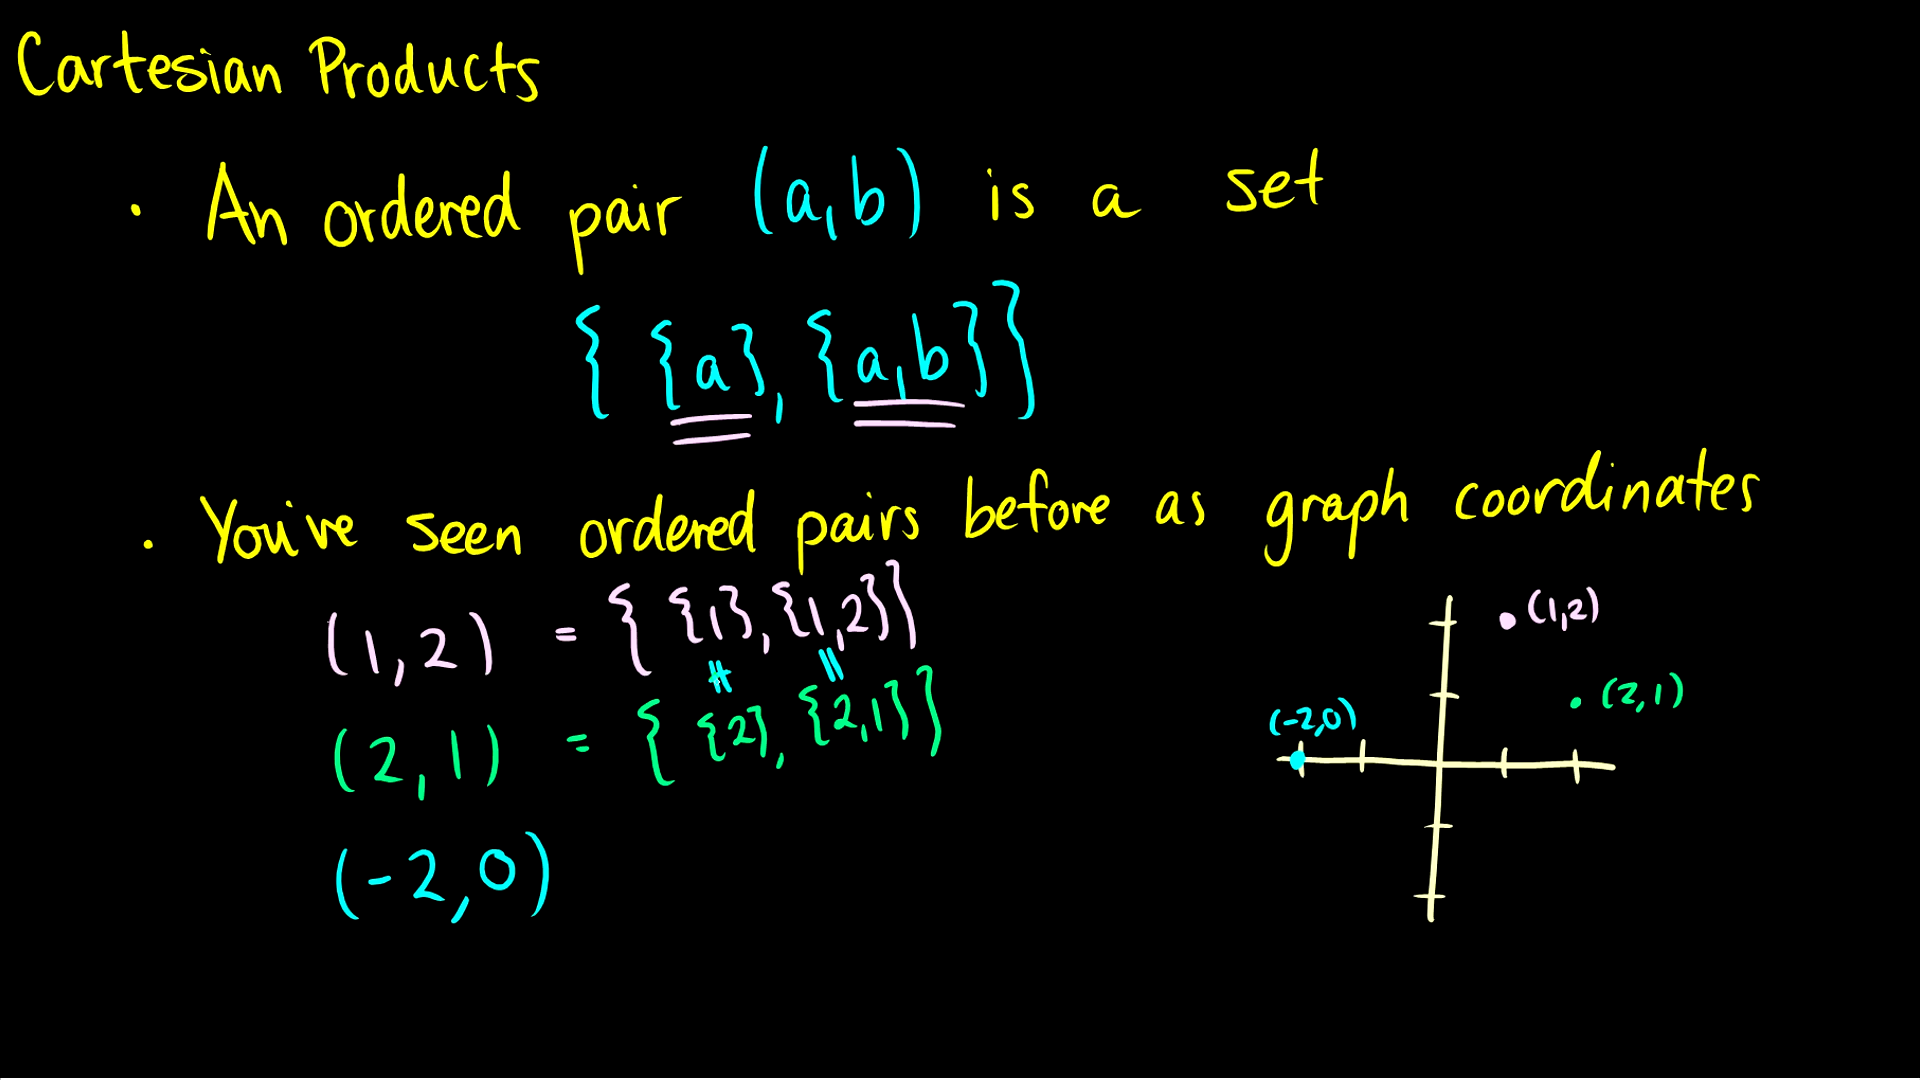 Cartesian Products
· An ordered pair (a,b) is a set
{ {a}, {a,b} }
· You've seen ordered pairs before as graph coordinates
(1,2) = { {1}, {1,2} }
≠ =
(2,1) = { {2}, {2,1} }
(-2,0)
(1,2)
(2,1)
(-2,0)